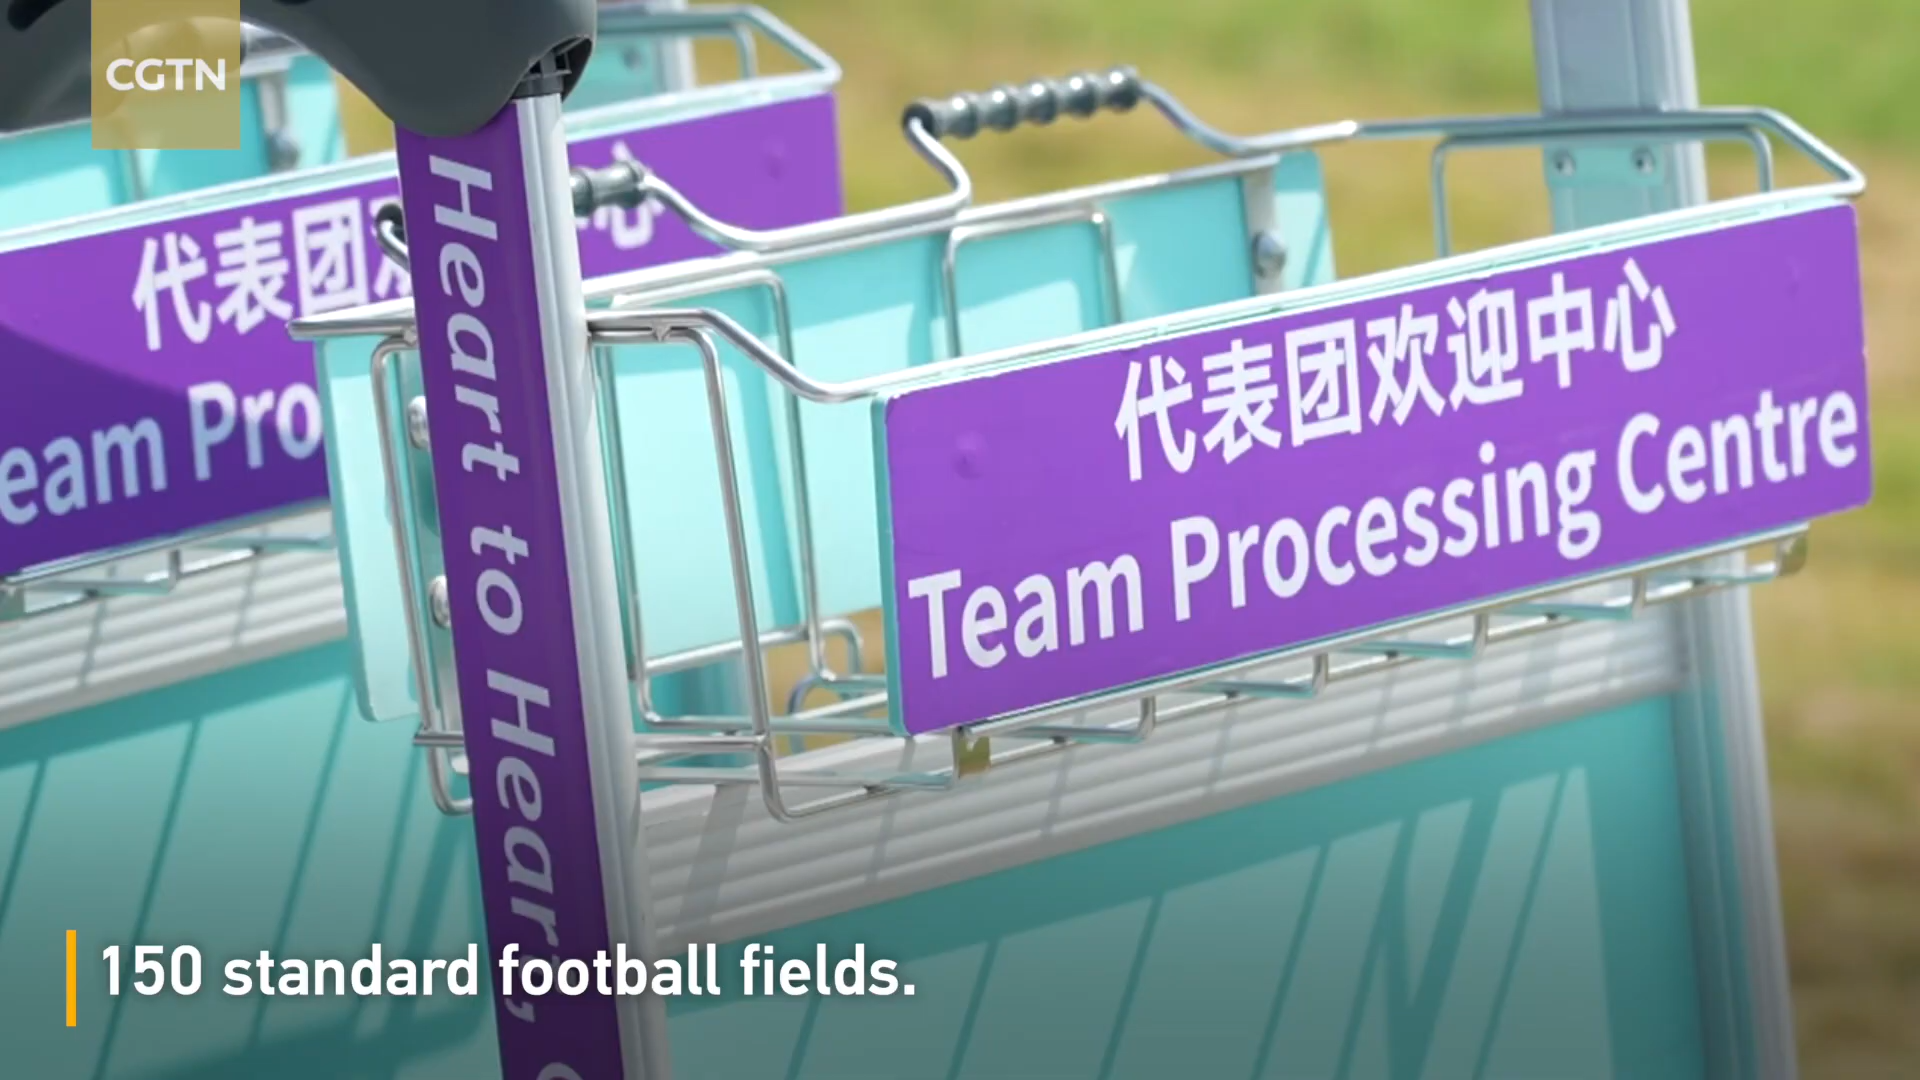 CGTN
代表团
eam Pro
Heart to Heart,
代表团欢迎中心
Team Processing Centre
150 standard football fields.